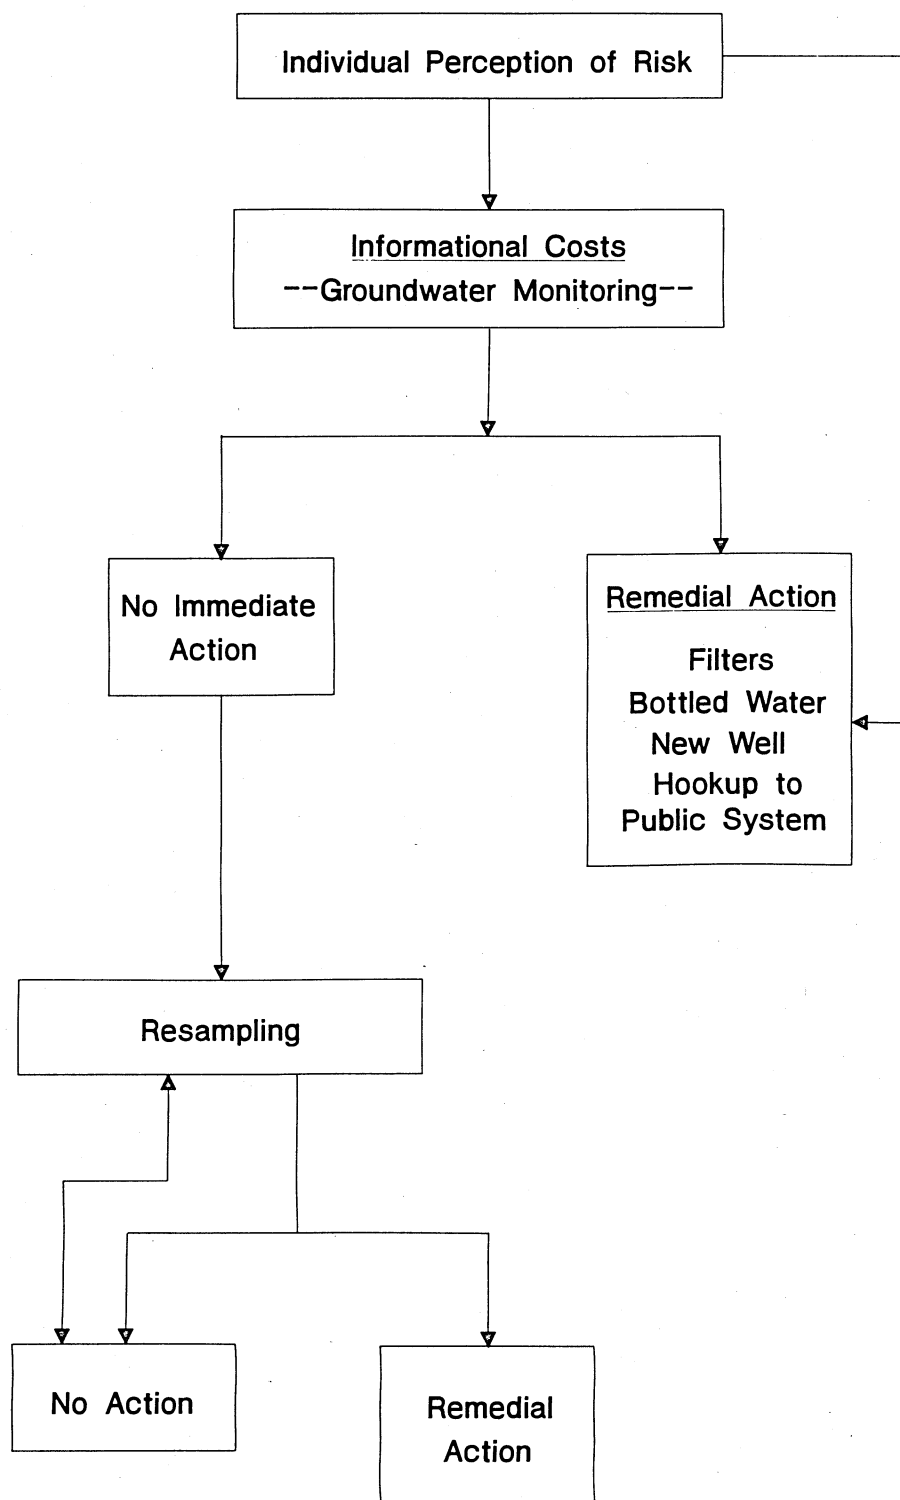 Individual Perception of Risk
Informational Costs
--Groundwater Monitoring--
No Immediate
Action
Remedial Action
Filters
Bottled Water
New Well
Hookup to
Public System
Resampling
No Action
Remedial
Action